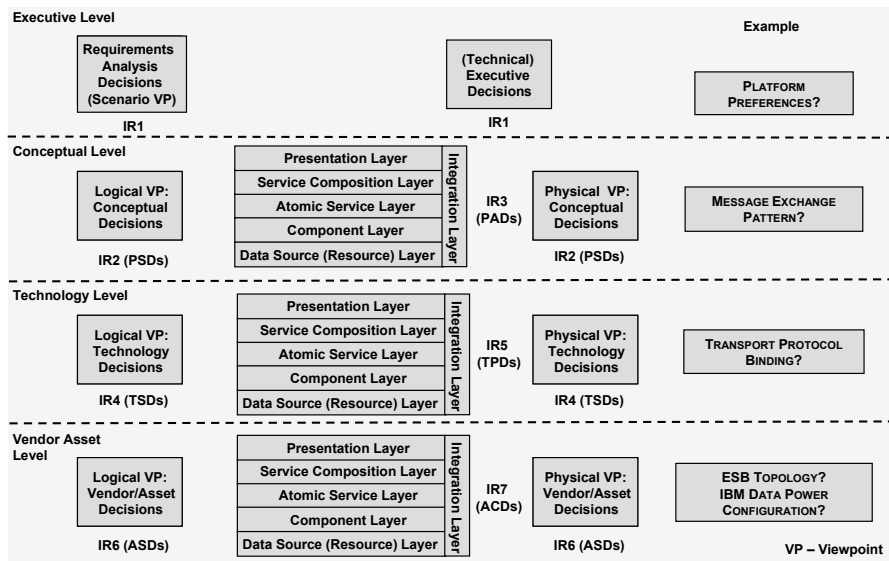 Executive Level
Example
Requirements
Analysis
Decisions
(Scenario VP)
IR1
(Technical)
Executive
Decisions
IR1
PLATFORM
PREFERENCES?
Conceptual Level
Logical VP:
Conceptual
Decisions
IR2 (PSDs)
Presentation Layer
Service Composition Layer
Atomic Service Layer
Component Layer
Data Source (Resource) Layer
Integration Layer
IR3
(PADs)
Physical VP:
Conceptual
Decisions
IR2 (PSDs)
MESSAGE EXCHANGE
PATTERN?
Technology Level
Logical VP:
Technology
Decisions
IR4 (TSDs)
Presentation Layer
Service Composition Layer
Atomic Service Layer
Component Layer
Data Source (Resource) Layer
Integration Layer
IR5
(TPDs)
Physical VP:
Technology
Decisions
IR4 (TSDs)
TRANSPORT PROTOCOL
BINDING?
Vendor Asset
Level
Logical VP:
Vendor/Asset
Decisions
IR6 (ASDs)
Presentation Layer
Service Composition Layer
Atomic Service Layer
Component Layer
Data Source (Resource) Layer
Integration Layer
IR7
(ACDs)
Physical VP:
Vendor/Asset
Decisions
IR6 (ASDs)
ESB TOPOLOGY?
IBM DATA POWER
CONFIGURATION?
VP – Viewpoint